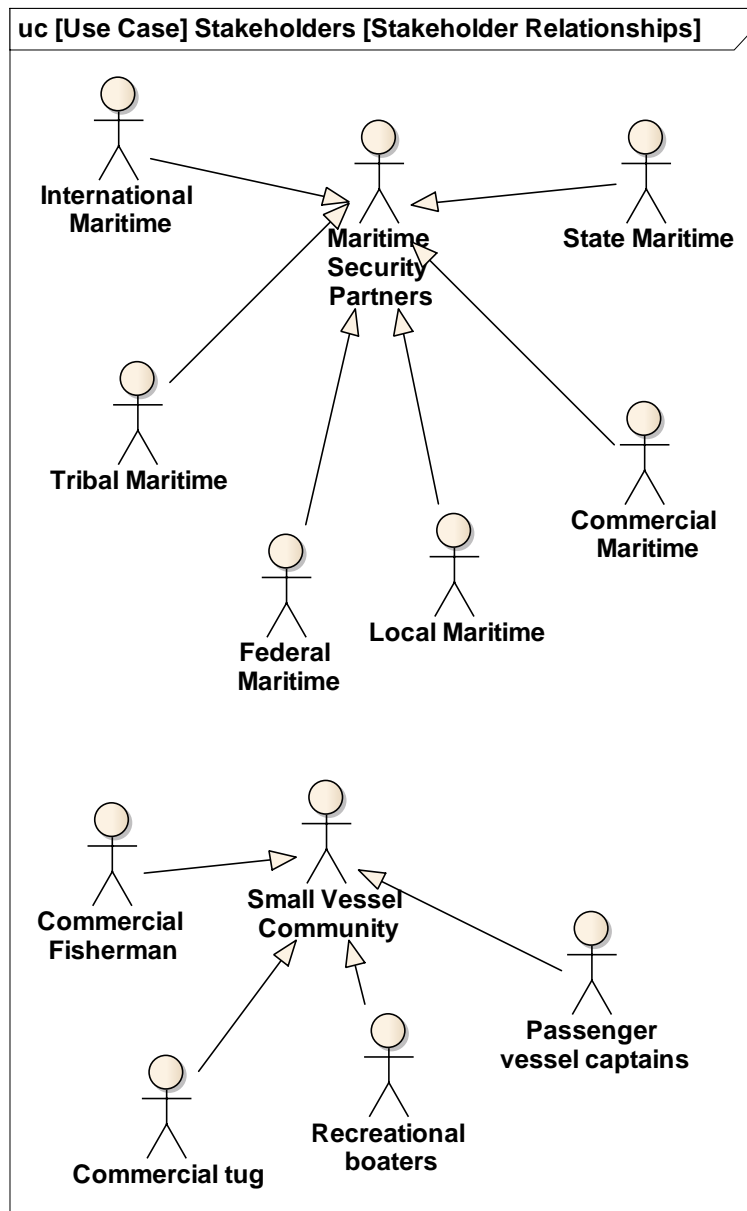 uc [Use Case] Stakeholders [Stakeholder Relationships]
International
Maritime
Maritime
Security
Partners
State Maritime
Tribal Maritime
Commercial
Maritime
Federal
Maritime
Local Maritime
Commercial
Fisherman
Small Vessel
Community
Passenger
vessel captains
Commercial tug
Recreational
boaters